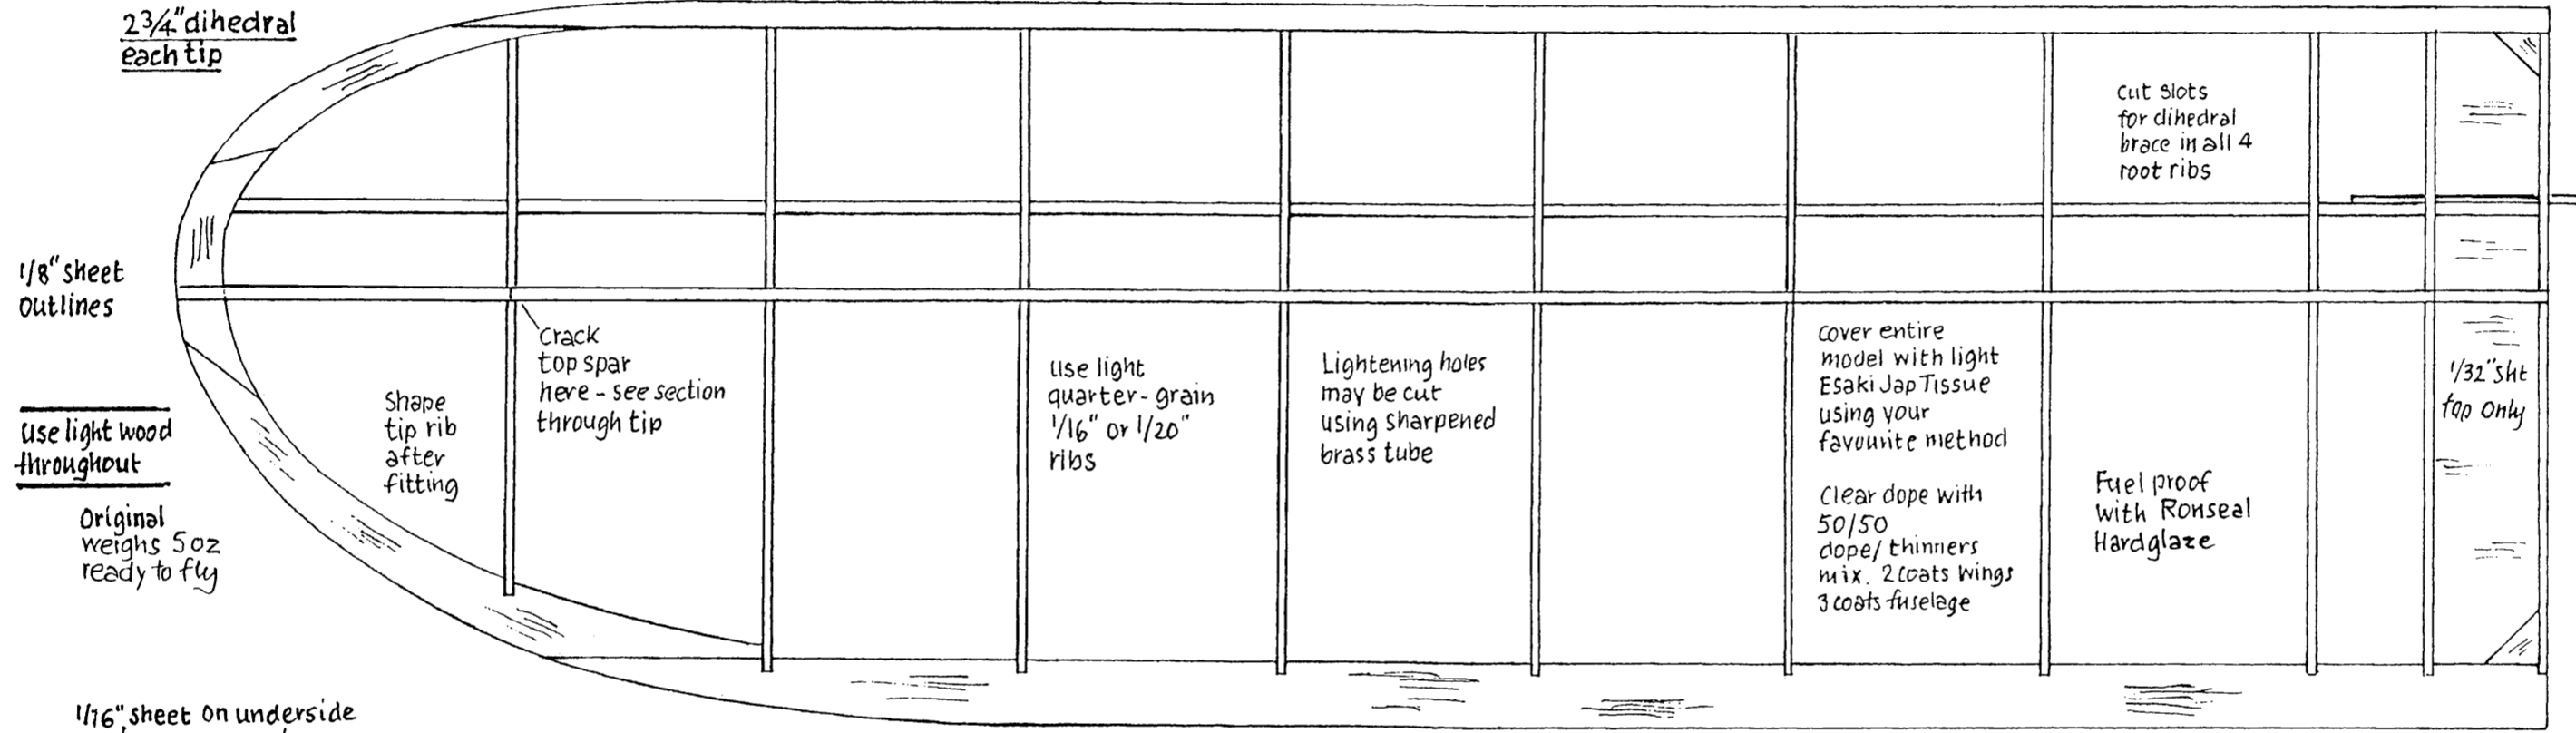 2 3/4" dihedral
each tip
1/8" sheet
outlines
use light wood
throughout
Original
weighs 5oz
ready to fly
1/16" sheet on underside
Shape
tip rib
after
fitting
Crack
top spar
here - see section
through tip
use light
quarter-grain
1/16" or 1/20"
ribs
Lightening holes
may be cut
using sharpened
brass tube
cover entire
model with light
Esaki Jap Tissue
using your
favourite method
Clear dope with
50/50
dope/ thinners
mix. 2 coats wings
3 coats fuselage
cut slots
for dihedral
brace in all 4
root ribs
Fuel proof
with Ronseal
Hardglaze
1/32" sht
top only